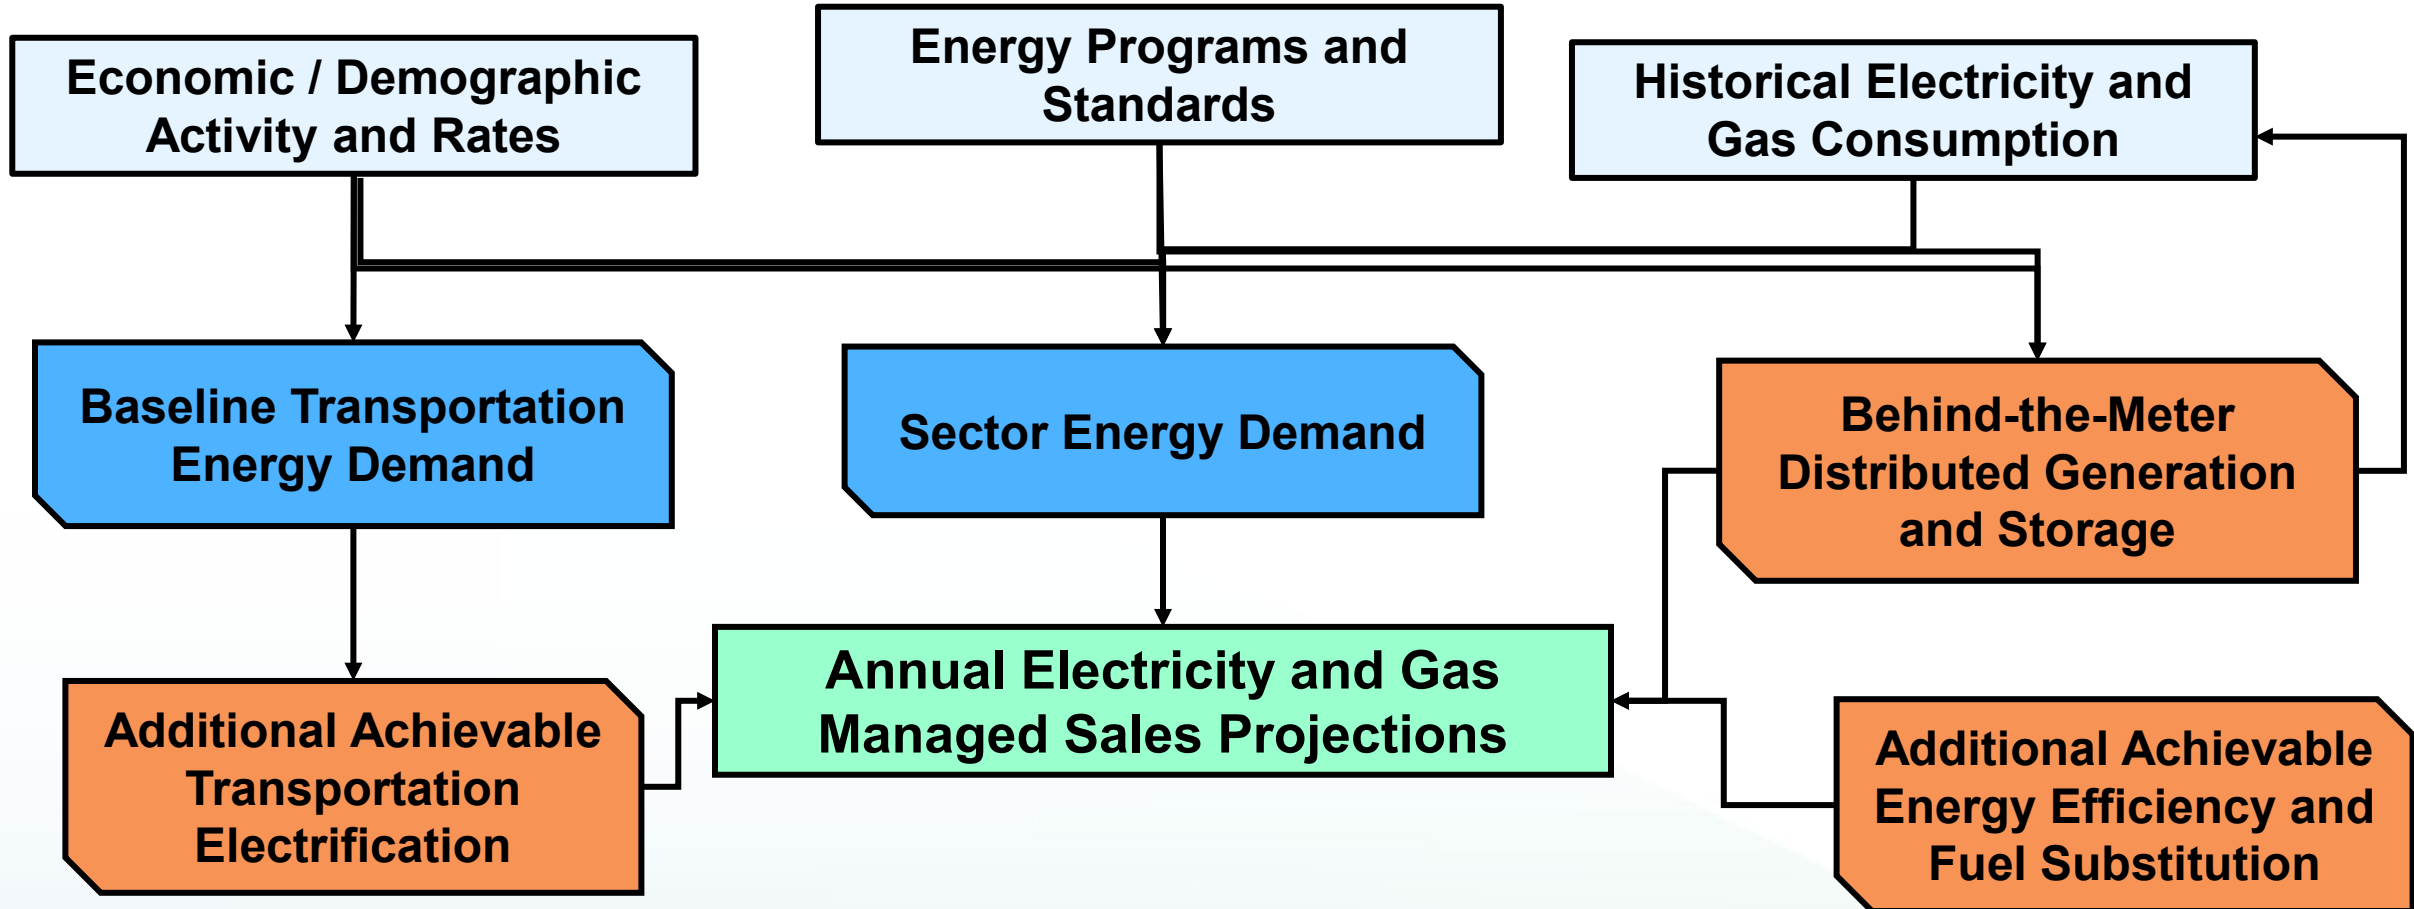 Economic / Demographic
Activity and Rates
Energy Programs and
Standards
Historical Electricity and
Gas Consumption
Baseline Transportation
Energy Demand
Sector Energy Demand
Behind-the-Meter
Distributed Generation
and Storage
Additional Achievable
Transportation
Electrification
Annual Electricity and Gas
Managed Sales Projections
Additional Achievable
Energy Efficiency and
Fuel Substitution